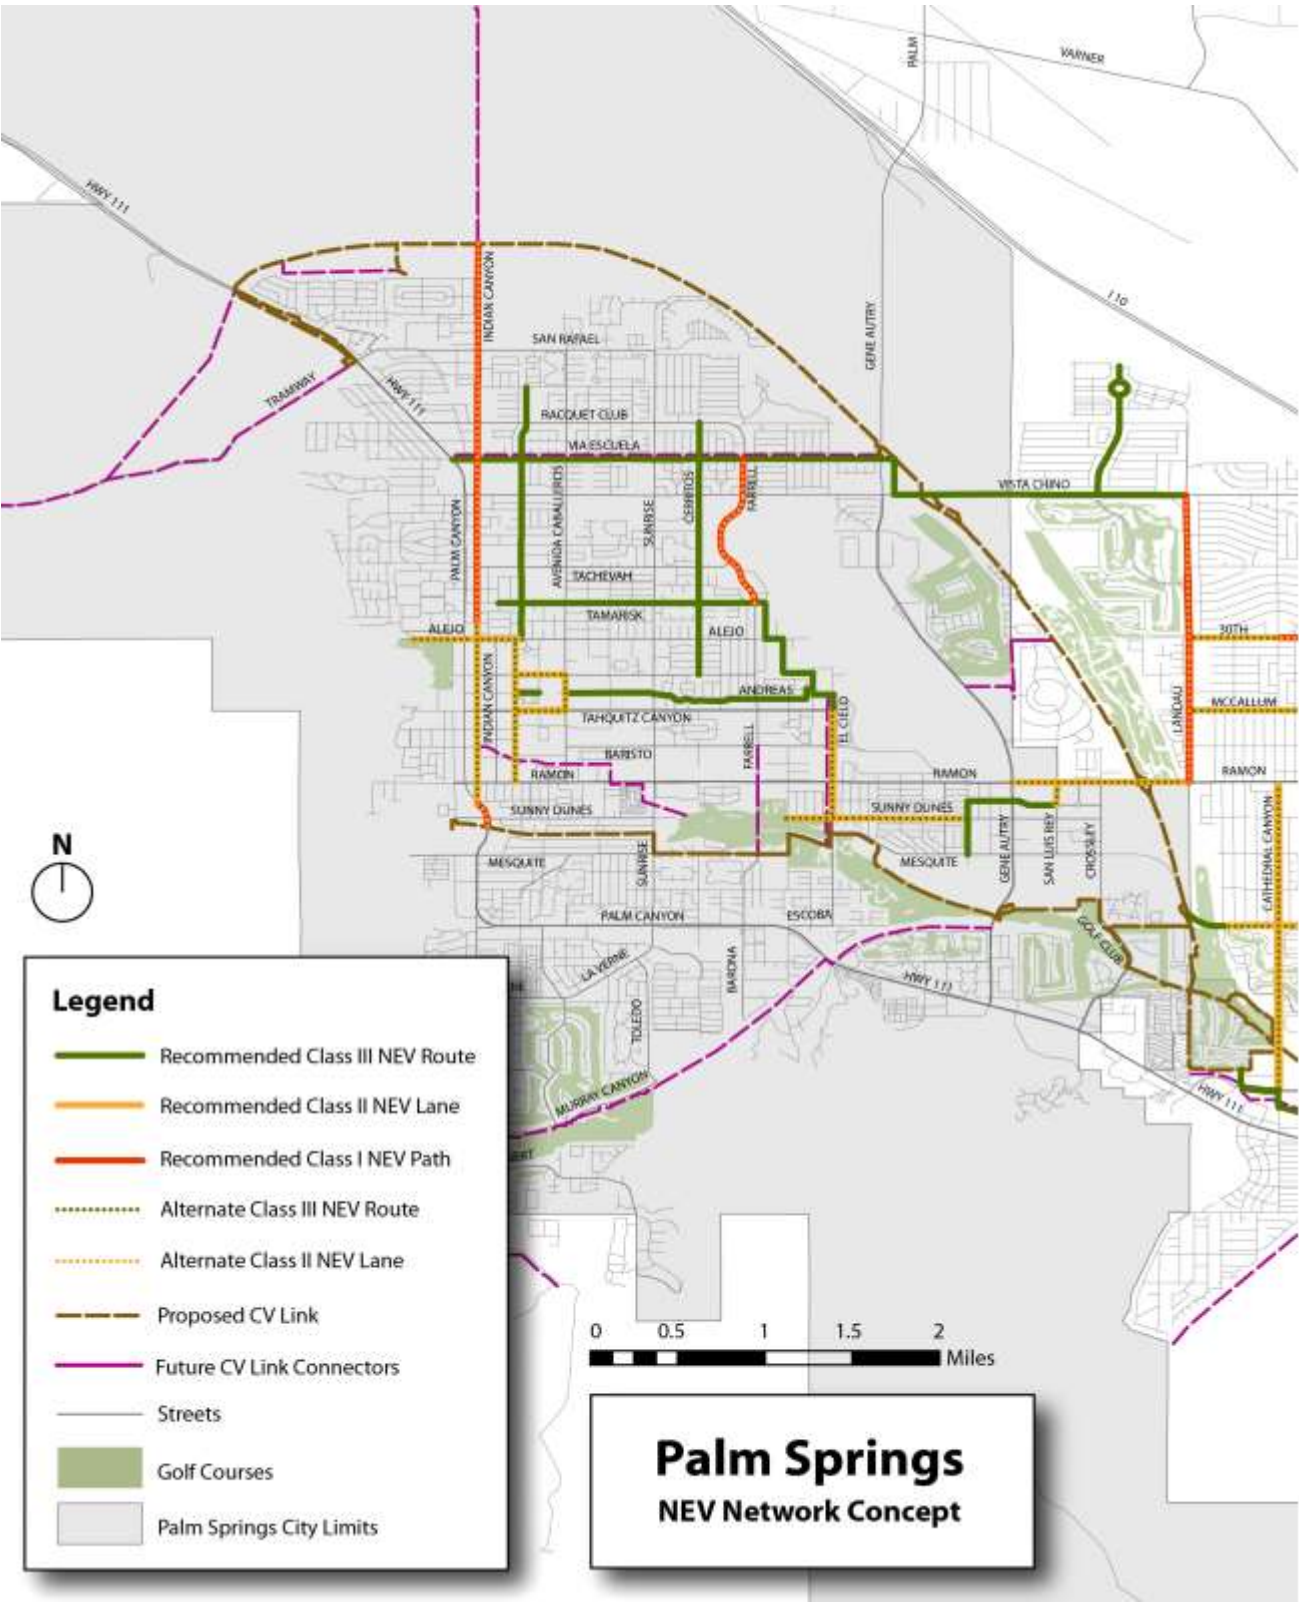 PALM
VARNER
HWY 111
I 10
INDIAN CANYON
GENE AUTRY
SAN RAFAEL
TRAMWAY
HWY 111
RACQUET CLUB
VIA ESCUELA
VISTA CHINO
PALM CANYON
AVENIDA CABALLEROS
SUNRISE
CERRITOS
FARRELL
TACHEVAH
TAMARISK
ALEJO
ALEJO
30TH
INDIAN CANYON
ANDREAS
EL CIELO
LANDAU
MCCALLUM
TAHQUITZ CANYON
FARRELL
BARISTO
RAMON
RAMON
RAMON
SUNNY DUNES
SUNNY DUNES
GENE AUTRY
SAN LUIS REY
CROSSLEY
CATHEDRAL CANYON
N
MESQUITE
SUNRISE
MESQUITE
PALM CANYON
ESCOBA
GOLF CLUB
LA VERNE
BARONA
HWY 111
TOLEDO
MURRAY CANYON
HWY 111
Legend
Recommended Class III NEV Route
Recommended Class II NEV Lane
Recommended Class I NEV Path
Alternate Class III NEV Route
Alternate Class II NEV Lane
Proposed CV Link
Future CV Link Connectors
Streets
Golf Courses
Palm Springs City Limits
0 0.5 1 1.5 2
Miles
Palm Springs
NEV Network Concept